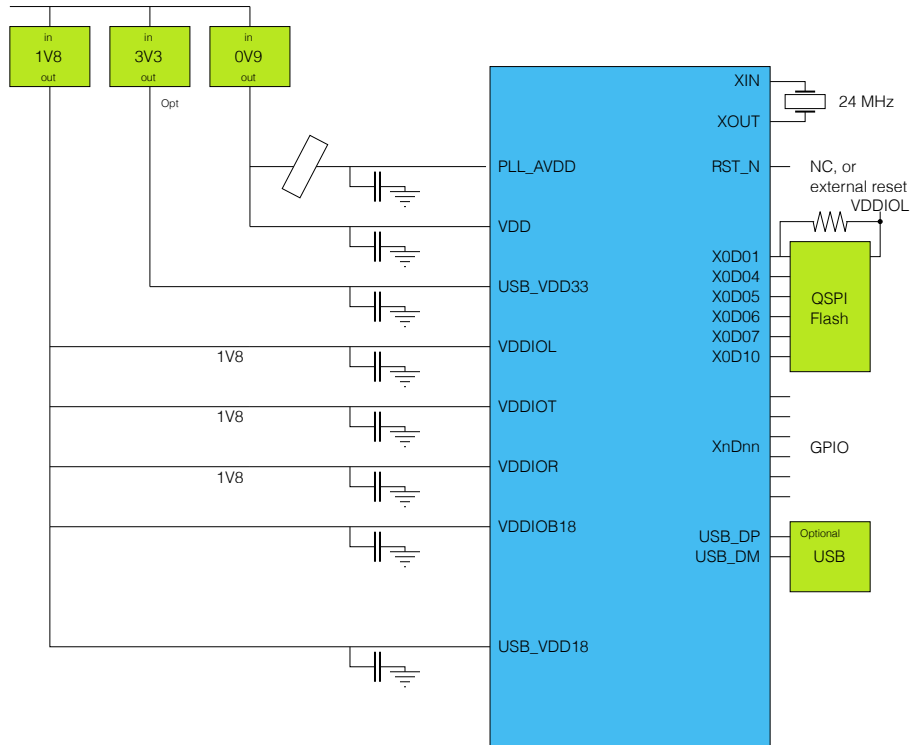 in
1V8
out
in
3V3
out
Opt
in
0V9
out
PLL_AVDD
VDD
USB_VDD33
VDDIOL
1V8
VDDIOT
1V8
VDDIOR
1V8
VDDIOB18
USB_VDD18
XIN
XOUT
24 MHz
RST_N
NC, or
external reset
VDDIOL
X0D01
X0D04
X0D05
X0D06
X0D07
X0D10
QSPI
Flash
XnDnn
GPIO
USB_DP
USB_DM
Optional
USB